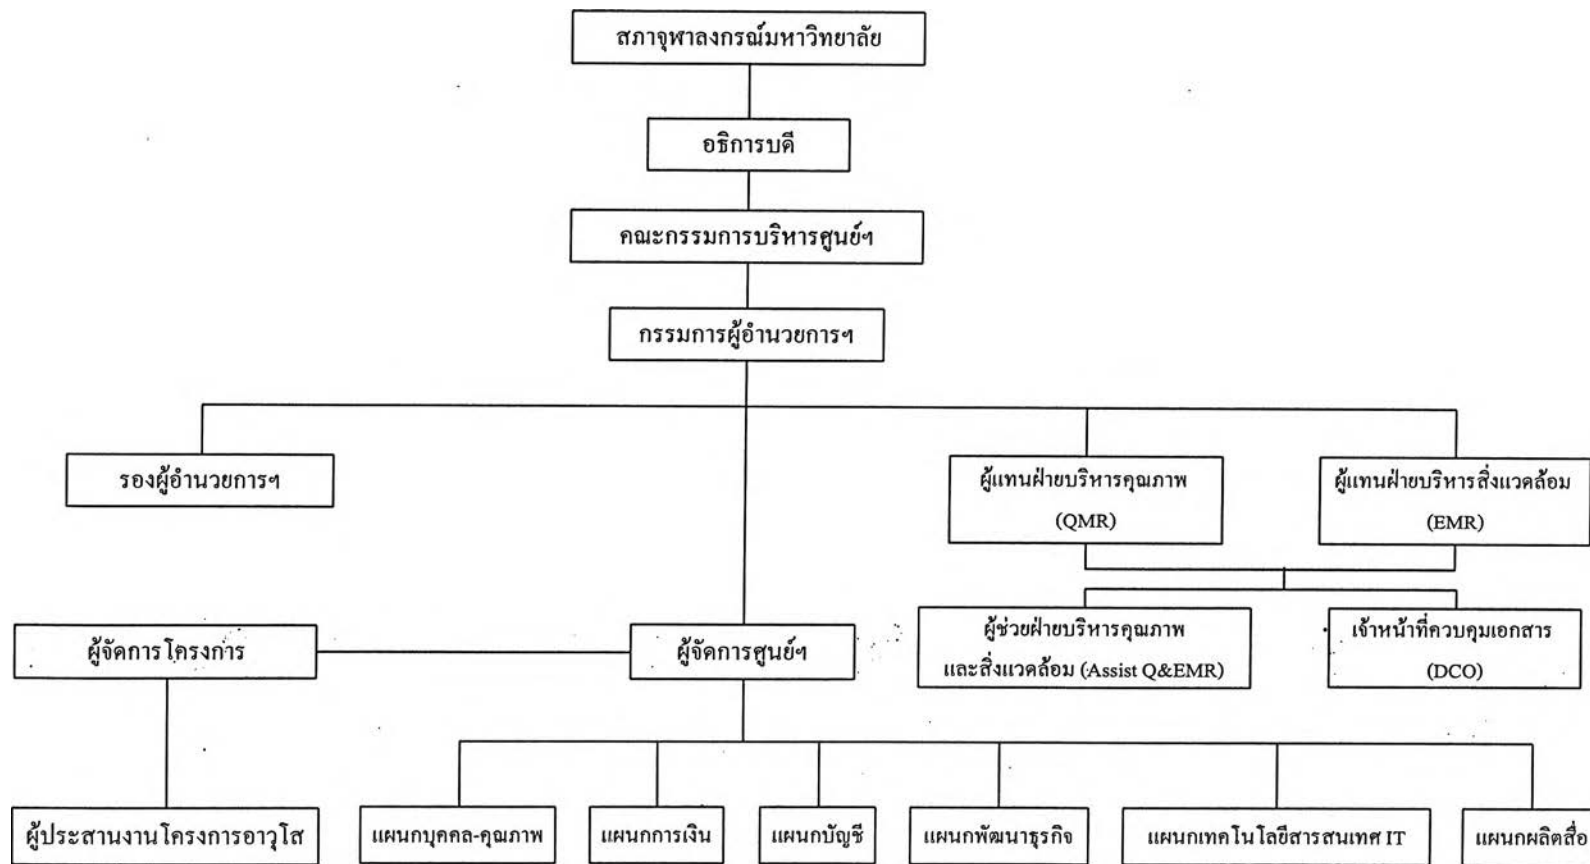 สภาจุฬาลงกรณ์มหาวิทยาลัย
อธิการบดี
คณะกรรมการบริหารศูนย์ฯ
กรรมการผู้อำนวยการฯ
รองผู้อำนวยการฯ
ผู้แทนฝ่ายบริหารคุณภาพ
(QMR)
ผู้แทนฝ่ายบริหารสิ่งแวดล้อม
(EMR)
ผู้จัดการโครงการ
ผู้จัดการศูนย์ฯ
ผู้ช่วยฝ่ายบริหารคุณภาพ
และสิ่งแวดล้อม (Assist Q&EMR)
เจ้าหน้าที่ควบคุมเอกสาร
(DCO)
ผู้ประสานงานโครงการอาวุโส
แผนกบุคคล-คุณภาพ
แผนกการเงิน
แผนกบัญชี
แผนกพัฒนาธุรกิจ
แผนกเทคโนโลยีสารสนเทศ IT
แผนกผลิตสื่อ